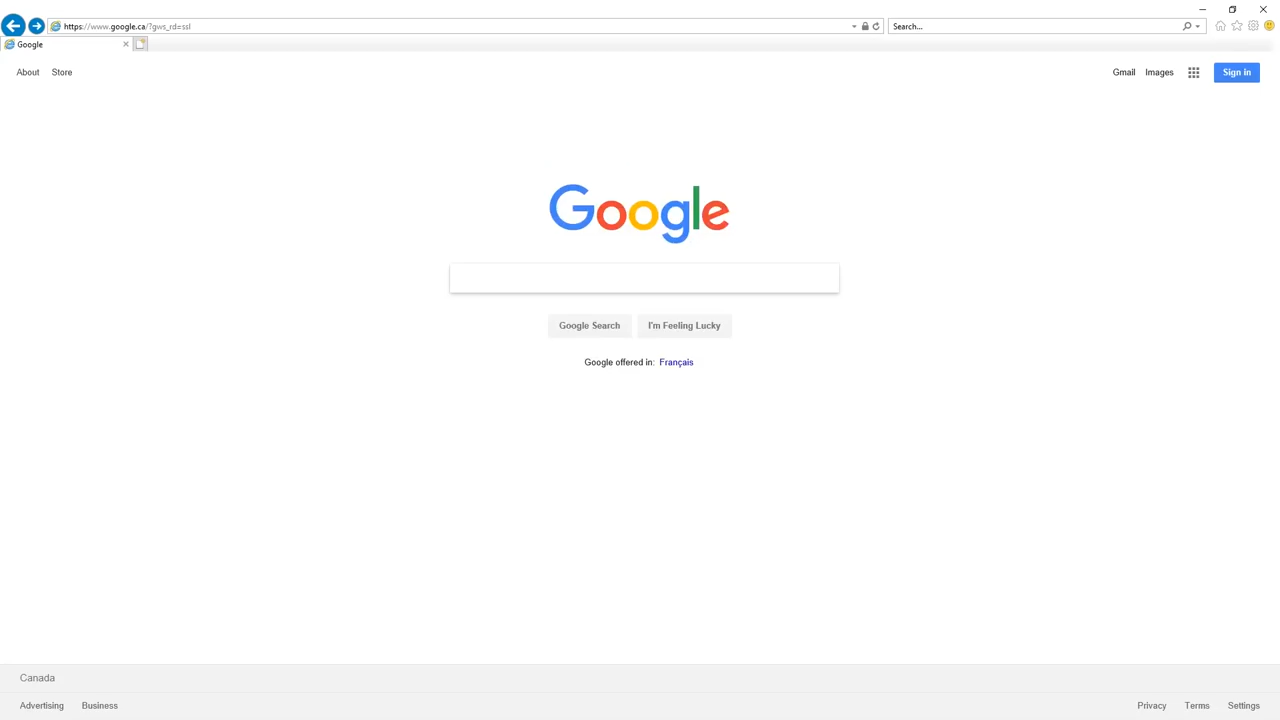 https://www.google.ca/?gws_rd=ssl
Search...
Google
About
Store
Gmail
Images
Sign in
Google
Google Search
I'm Feeling Lucky
Google offered in: Français
Canada
Advertising
Business
Privacy
Terms
Settings